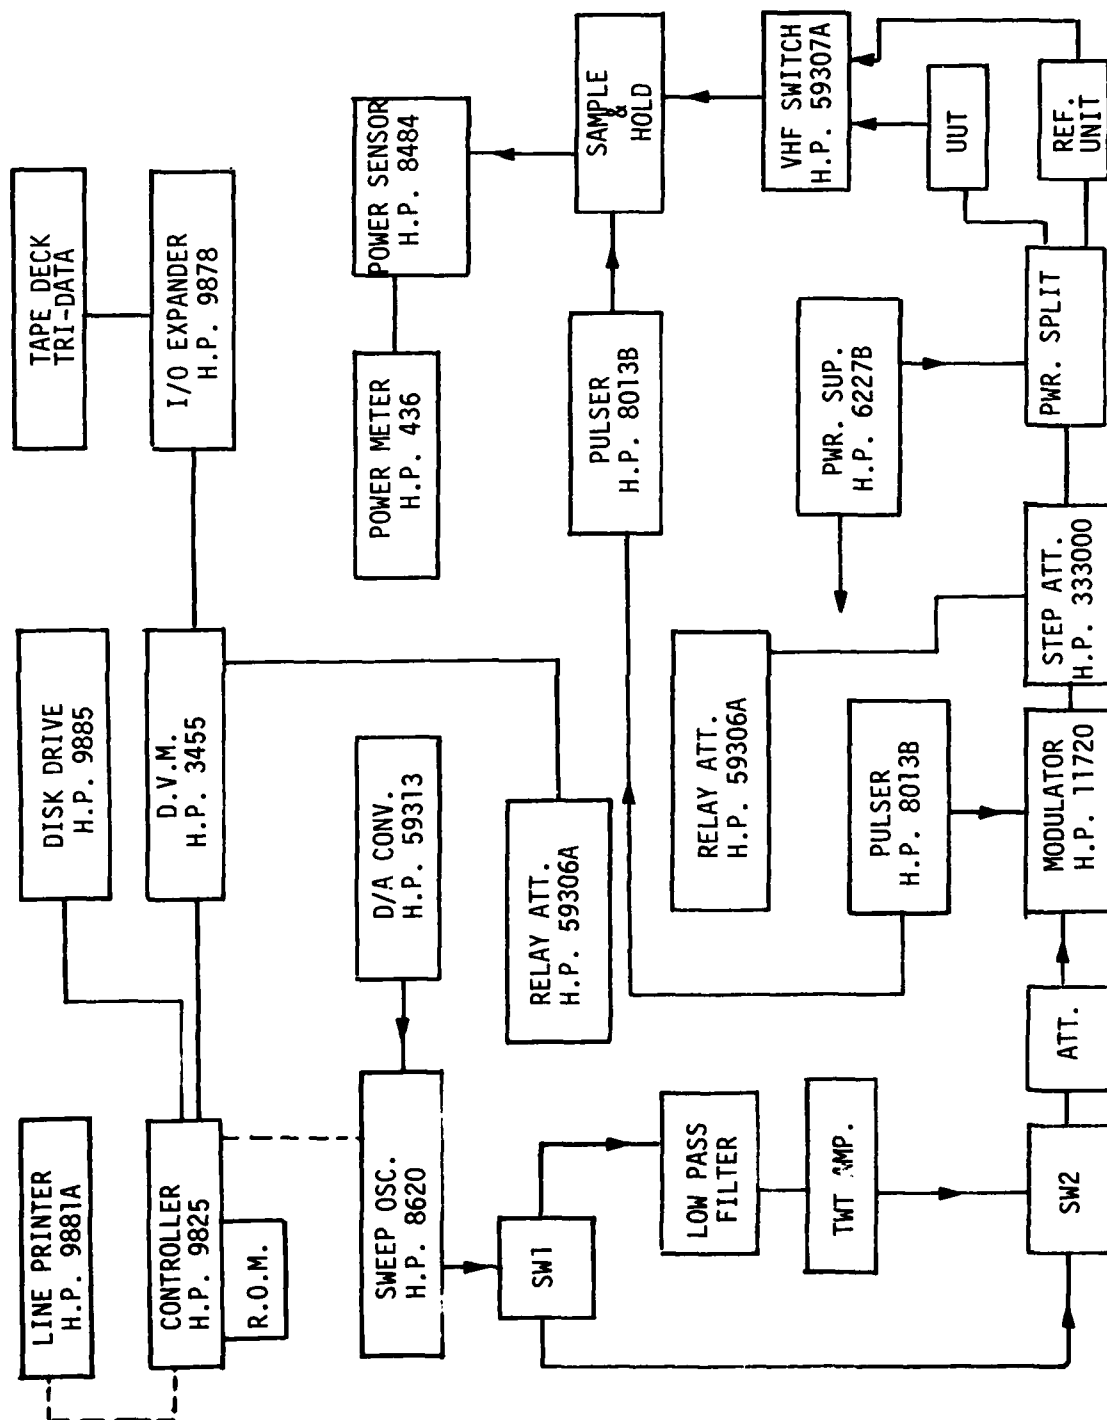 LINE PRINTER
H.P. 9881A
DISK DRIVE
H.P. 9885
TAPE DECK
TRI-DATA
CONTROLLER
H.P. 9825
R.O.M.
D.V.M.
H.P. 3455
I/O EXPANDER
H.P. 9878
SWEEP OSC.
H.P. 8620
D/A CONV.
H.P. 59313
POWER METER
H.P. 436
POWER SENSOR
H.P. 8484
SW1
RELAY ATT.
H.P. 59306A
PULSER
H.P. 8013B
SAMPLE
&
HOLD
LOW PASS
FILTER
RELAY ATT.
H.P. 59306A
VHF SWITCH
H.P. 59307A
TWT AMP.
PULSER
H.P. 8013B
PWR. SUP.
H.P. 6227B
UUT
SW2
ATT.
MODULATOR
H.P. 11720
STEP ATT.
H.P. 333000
PWR. SPLIT
REF.
UNIT